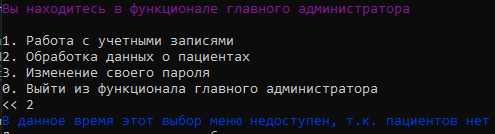 Вы находитесь в функционале главного администратора
1. Работа с учетными записями
2. Обработка данных о пациентах
3. Изменение своего пароля
0. Выйти из функционала главного администратора
<< 2
В данное время этот выбор меню недоступен, т.к. пациентов нет